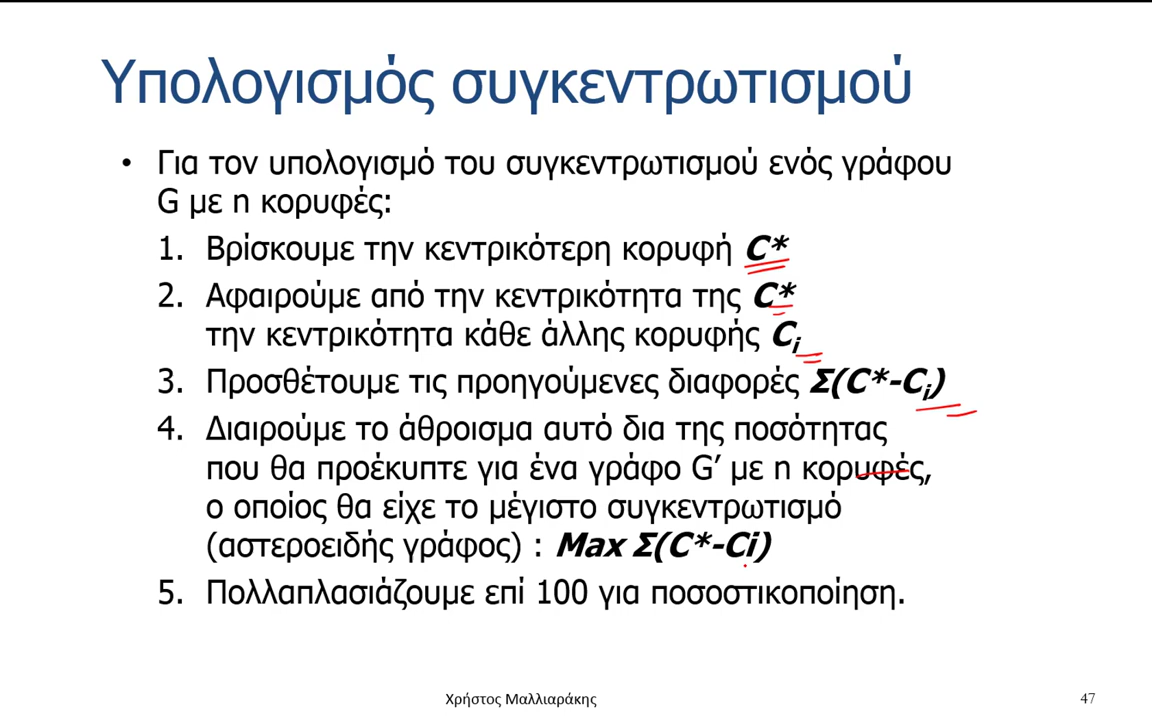 Υπολογισμός συγκεντρωτισμού
• Για τον υπολογισμό του συγκεντρωτισμού ενός γράφου
G με n κορυφές:
1. Βρίσκουμε την κεντρικότερη κορυφή C*
2. Αφαιρούμε από την κεντρικότητα της C*
την κεντρικότητα κάθε άλλης κορυφής Ci
3. Προσθέτουμε τις προηγούμενες διαφορές Σ(C*-Ci)
4. Διαιρούμε το άθροισμα αυτό δια της ποσότητας
που θα προέκυπτε για ένα γράφο G’ με n κορυφές,
ο οποίος θα είχε το μέγιστο συγκεντρωτισμό
(αστεροειδής γράφος) : Max Σ(C*-Ci)
5. Πολλαπλασιάζουμε επί 100 για ποσοστικοποίηση.
Χρήστος Μαλλιαράκης
47